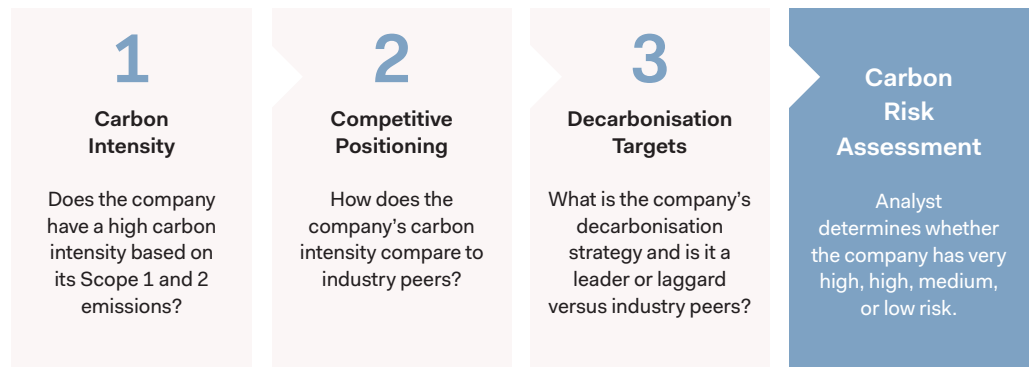 1
Carbon
Intensity
Does the company
have a high carbon
intensity based on
its Scope 1 and 2
emissions?
2
Competitive
Positioning
How does the
company’s carbon
intensity compare to
industry peers?
3
Decarbonisation
Targets
What is the company’s
decarbonisation
strategy and is it a
leader or laggard
versus industry peers?
Carbon
Risk
Assessment
Analyst
determines whether
the company has very
high, high, medium,
or low risk.